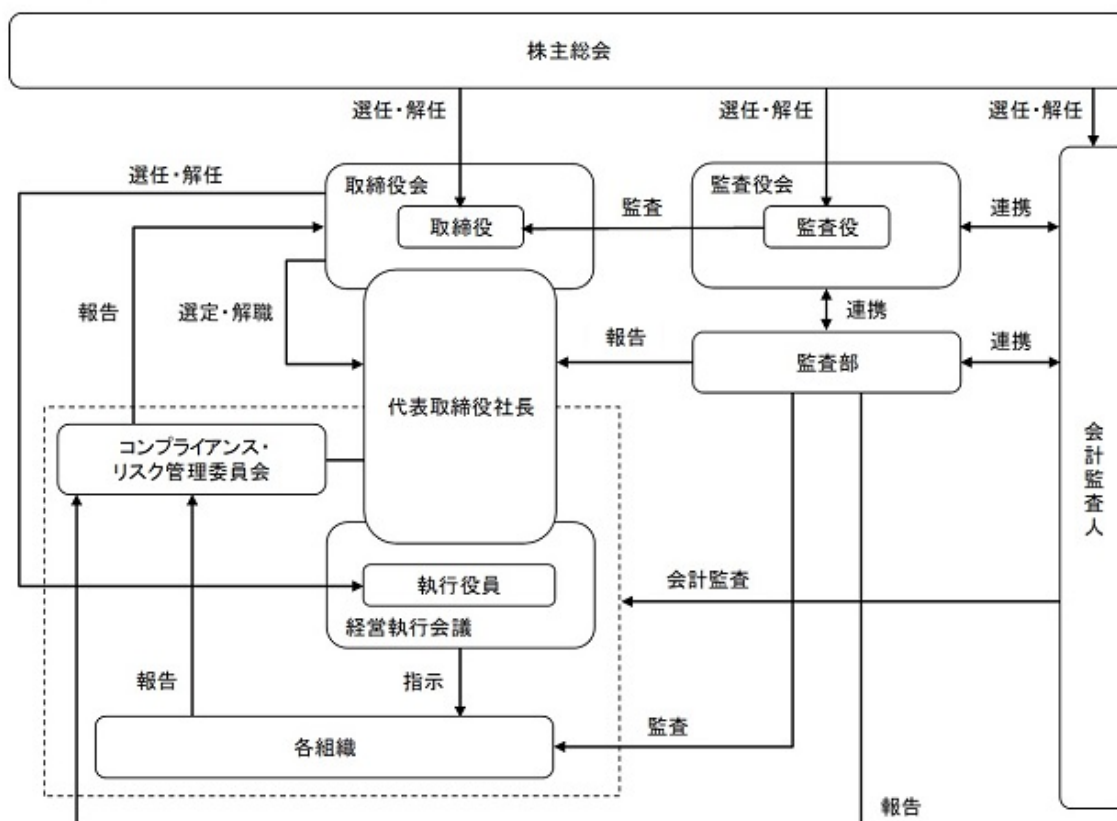 株主総会
選任・解任
選任・解任
選任・解任
選任・解任
取締役会
監査役会
取締役
監査
監査役
連携
報告
選定・解職
連携
報告
監査部
連携
代表取締役社長
コンプライアンス・
リスク管理委員会
会計監査人
執行役員
会計監査
経営執行会議
報告
指示
各組織
監査
報告